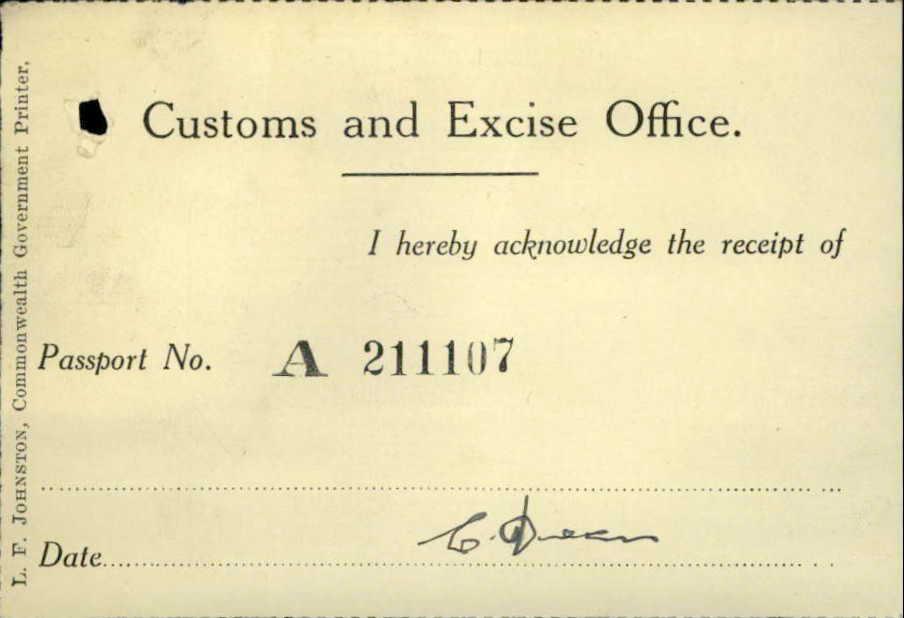 Customs and Excise Office.
I hereby acknowledge the receipt of
Passport No. A 211107
Date
L. F. JOHNSTON, Commonwealth Government Printer.